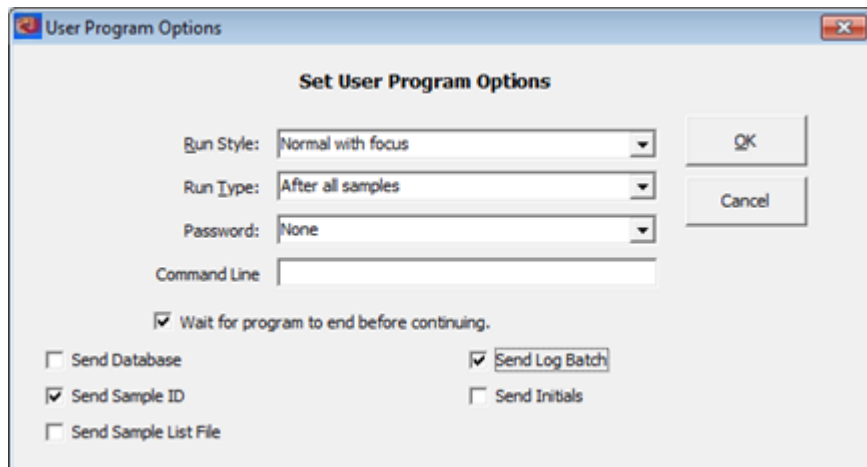 User Program Options
Set User Program Options
Run Style: Normal with focus
OK
Run Type: After all samples
Cancel
Password: None
Command Line
Wait for program to end before continuing.
Send Database
Send Log Batch
Send Sample ID
Send Initials
Send Sample List File